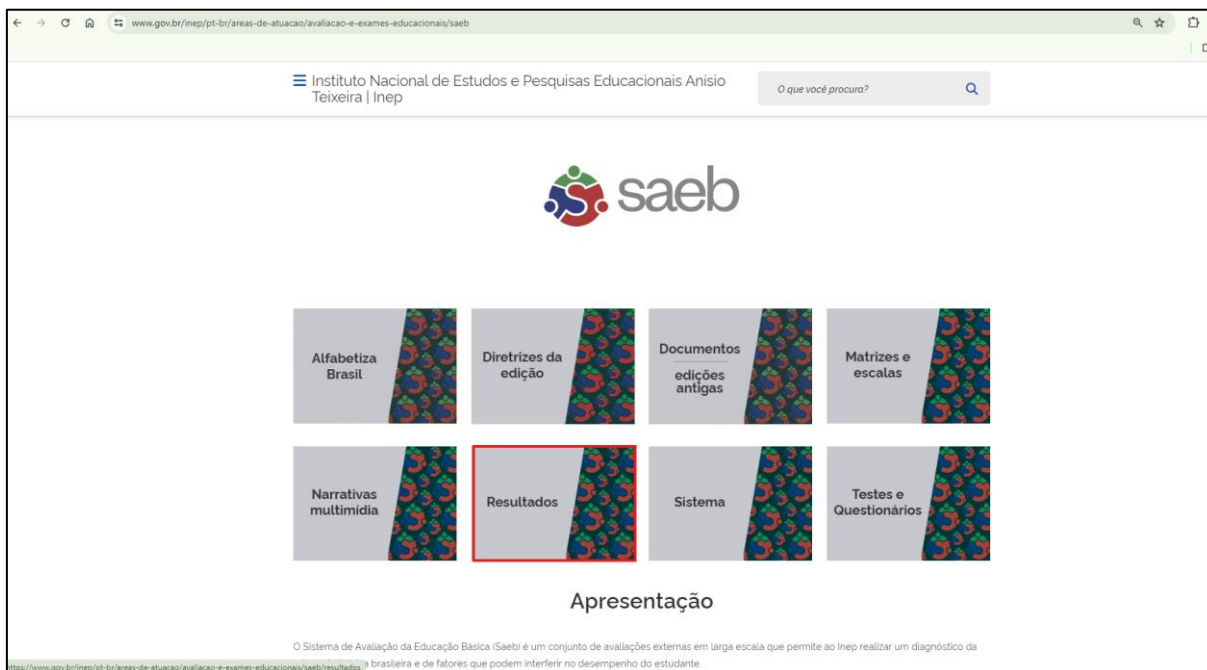 www.gov.br/inep/pt-br/areas-de-atuacao/avaliacao-e-exames-educacionais/saeb
Instituto Nacional de Estudos e Pesquisas Educacionais Anísio
Teixeira | Inep
O que você procura?
saeb
Alfabetiza
Brasil
Diretrizes da
edição
Documentos
edições
antigas
Matrizes e
escalas
Narrativas
multimídia
Resultados
Sistema
Testes e
Questionários
Apresentação
O Sistema de Avaliação da Educação Básica (Saeb) é um conjunto de avaliações externas em larga escala que permite ao Inep realizar um diagnóstico da
brasileira e de fatores que podem interferir no desempenho do estudante.
https://www.gov.br/inep/pt-br/areas-de-atuacao/avaliacao-e-exames-educacionais/saeb/resultados